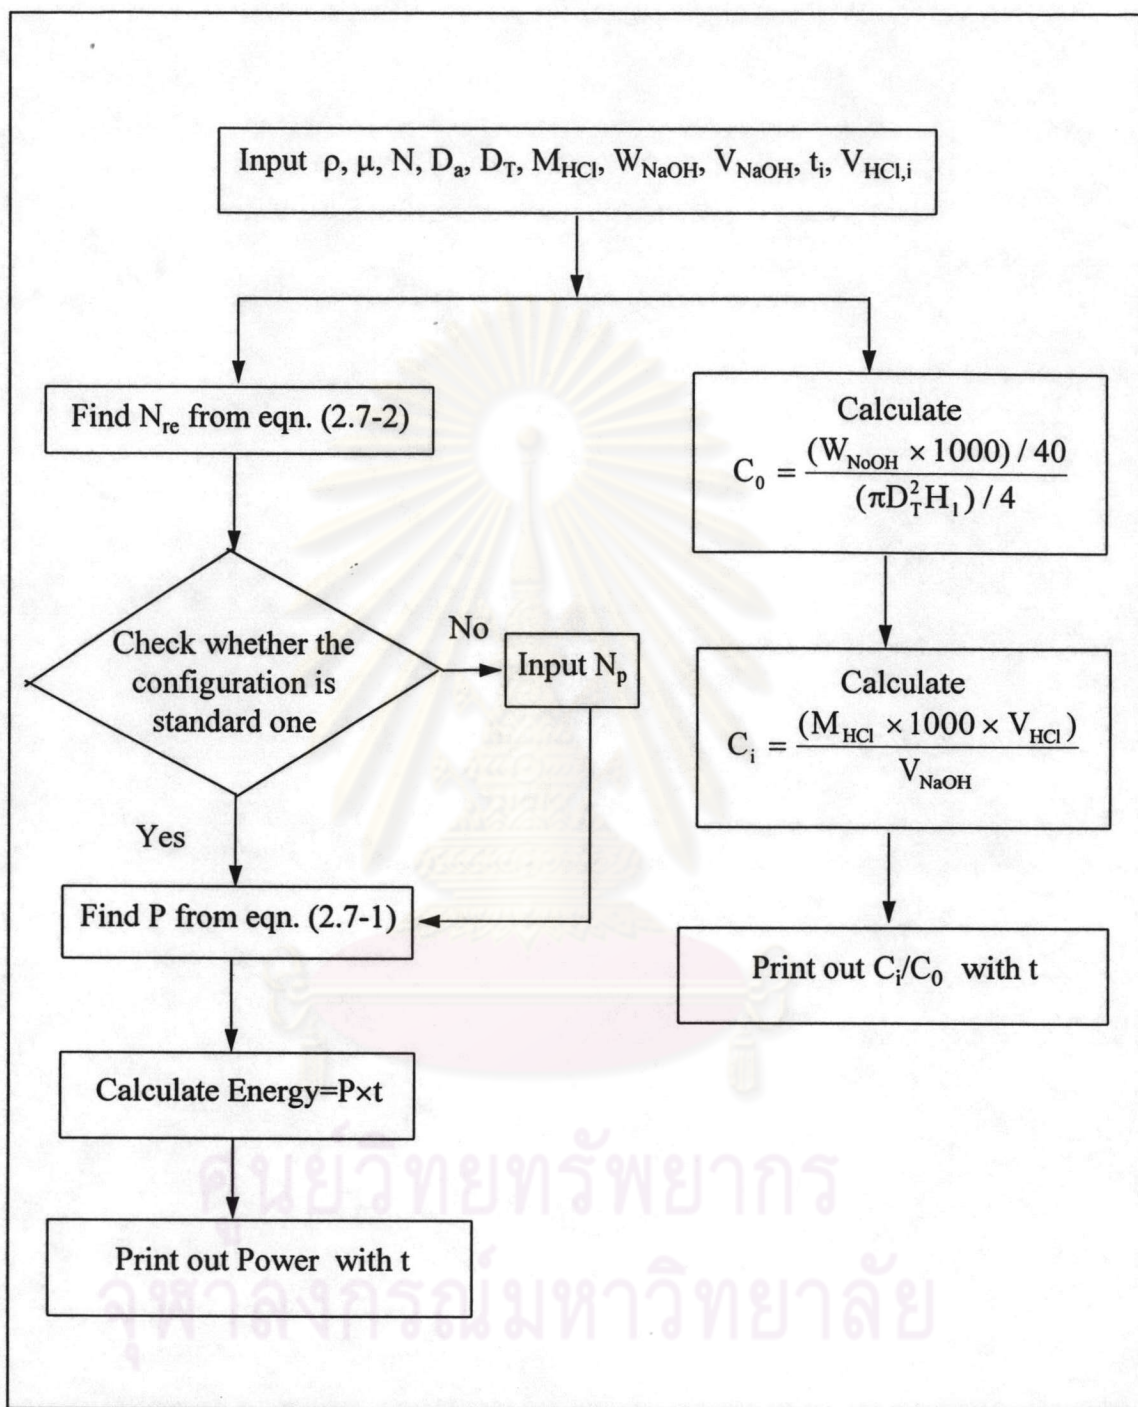 Input ρ, μ, N, Dₐ, D_T, M_HCl, W_NaOH, V_NaOH, t_i, V_HCl,i
Find N_re from eqn. (2.7-2)
Check whether the
configuration is
standard one
No
Input N_p
Yes
Find P from eqn. (2.7-1)
Calculate Energy=P×t
Print out Power with t
Calculate
C_0 = (W_NoOH × 1000) / 40
(πD_T^2H_1) / 4
Calculate
C_i = (M_HCl × 1000 × V_HCl)
V_NaOH
Print out C_i/C_0 with t
ศูนย์วิทยทรัพยากร
จุฬาลงกรณ์มหาวิทยาลัย